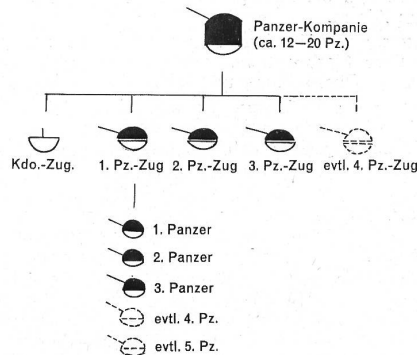 Panzer-Kompanie
(ca. 12—20 Pz.)
Kdo.-Zug. 1. Pz.-Zug 2. Pz.-Zug 3. Pz.-Zug evtl. 4. Pz.-Zug
1. Panzer
2. Panzer
3. Panzer
evtl. 4. Pz.
evtl. 5. Pz.